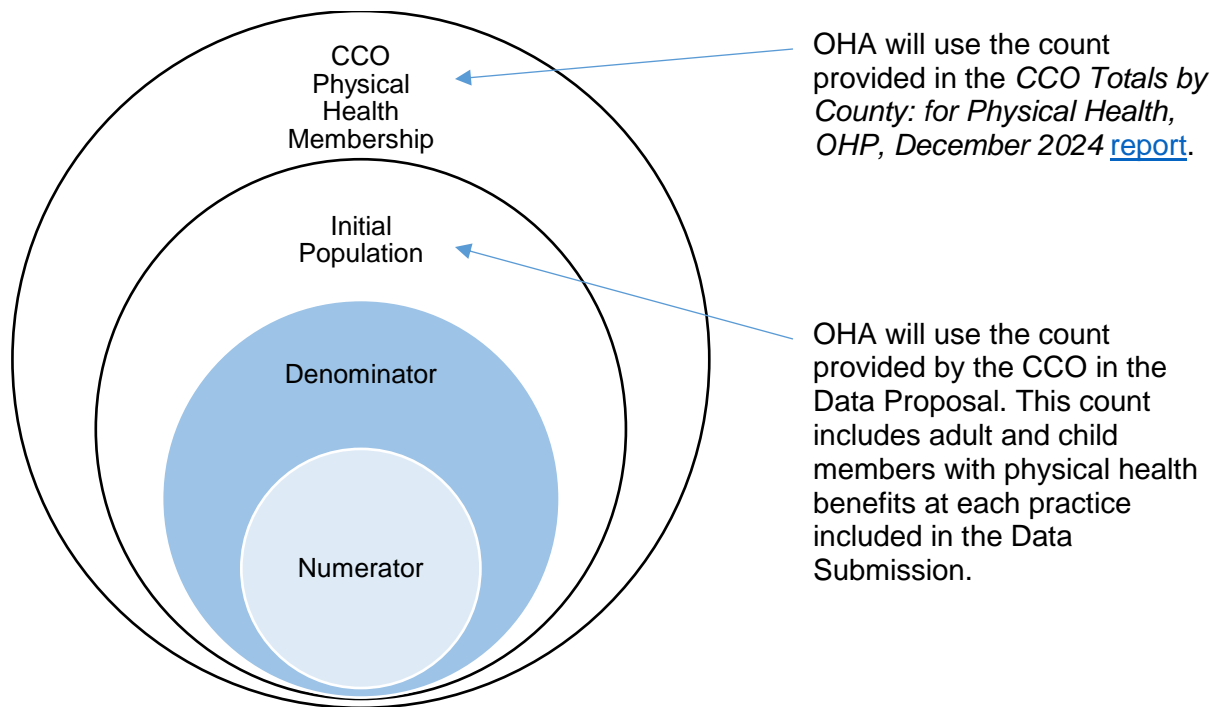 CCO
Physical
Health
Membership
OHA will use the count
provided in the CCO Totals by
County: for Physical Health,
OHP, December 2024 report.
Initial
Population
OHA will use the count
provided by the CCO in the
Data Proposal. This count
includes adult and child
members with physical health
benefits at each practice
included in the Data
Submission.
Denominator
Numerator